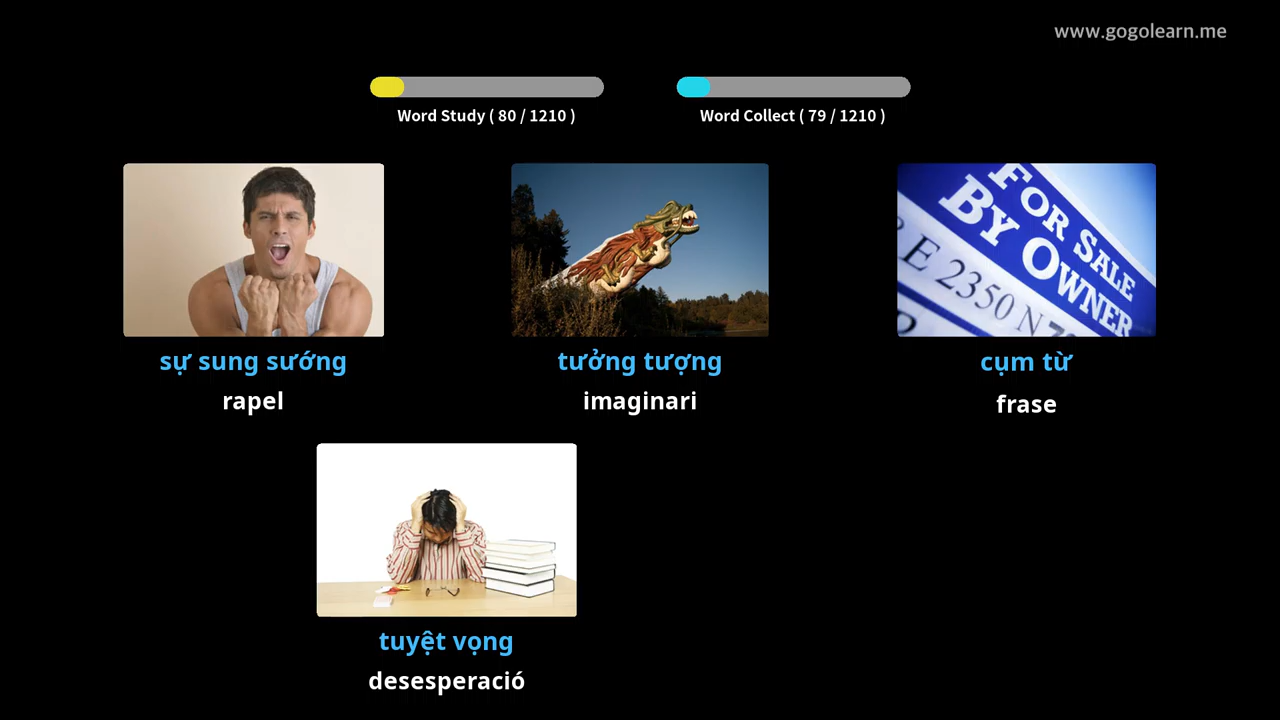 www.gogolearn.me
Word Study ( 80 / 1210 )
Word Collect ( 79 / 1210 )
FOR SALE
BY OWNER
E 2350 N
sự sung sướng
rapel
tưởng tượng
imaginari
cụm từ
frase
tuyệt vọng
desesperació